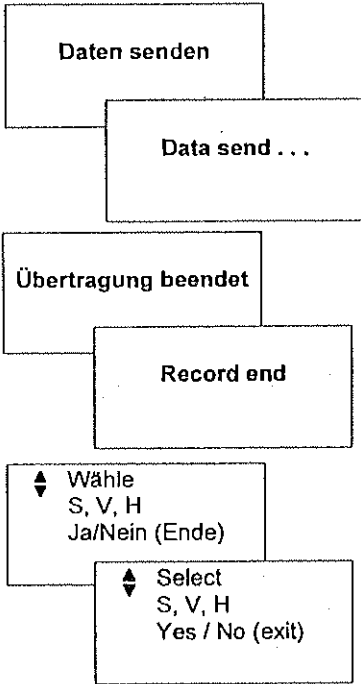 Daten senden
Data send . . .
Übertragung beendet
Record end
Wähle
S, V, H
Ja/Nein (Ende)
Select
S, V, H
Yes / No (exit)